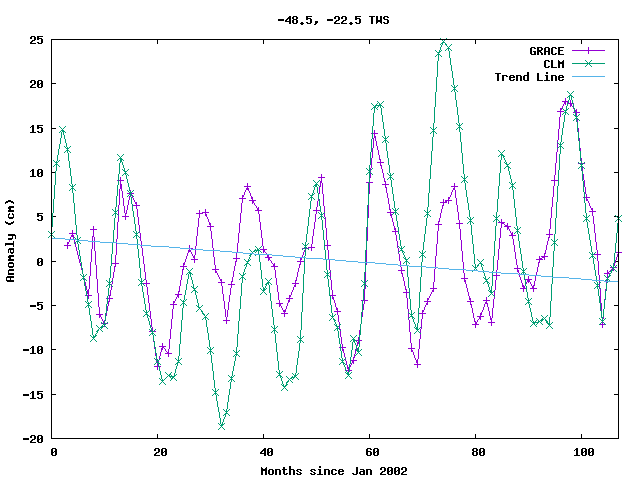 -48.5, -22.5 TWS
GRACE
CLM
Trend Line
25
20
15
10
5
0
-5
-10
-15
-20
Anomaly (cm)
0 20 40 60 80 100
Months since Jan 2002